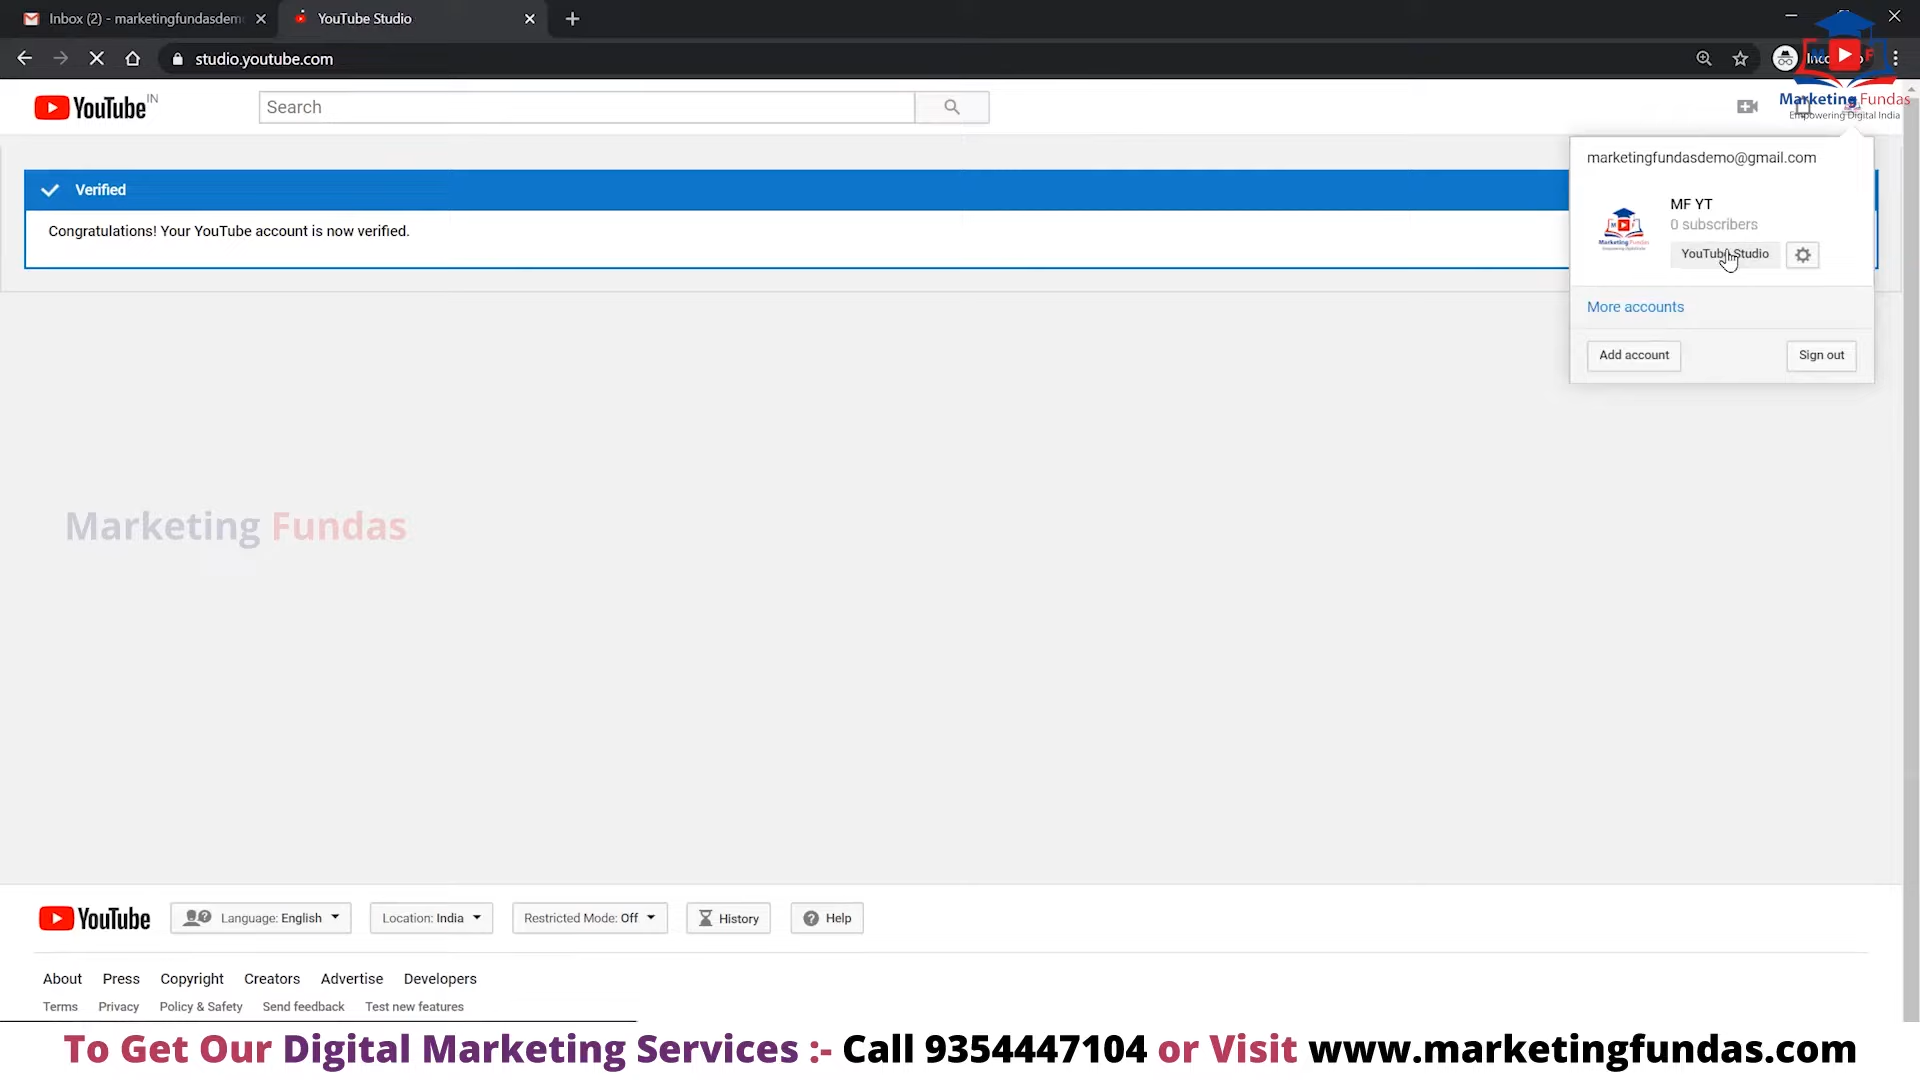 Inbox (2) - marketingfundasdem
YouTube Studio
studio.youtube.com
Marketing Fundas
Empowering Digital India
YouTube IN
Search
marketingfundasdemo@gmail.com
Verified
MF YT
0 subscribers
Congratulations! Your YouTube account is now verified.
YouTube Studio
More accounts
Add account
Sign out
Marketing Fundas
YouTube
Language: English
Location: India
Restricted Mode: Off
History
Help
About Press Copyright Creators Advertise Developers
Terms Privacy Policy & Safety Send feedback Test new features
To Get Our Digital Marketing Services :- Call 9354447104 or Visit www.marketingfundas.com